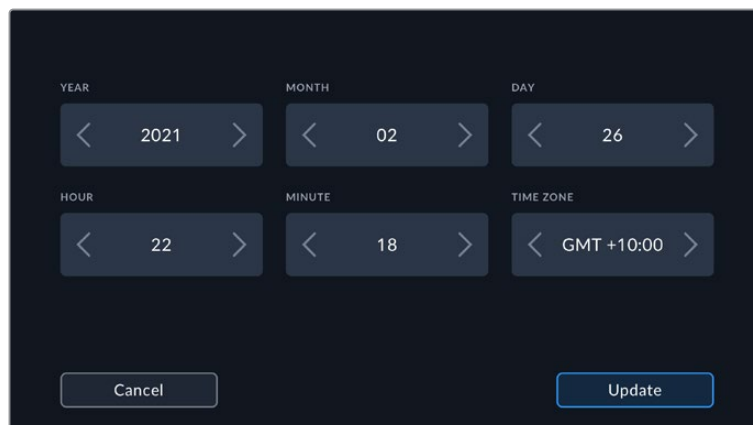 YEAR MONTH DAY
2021 02 26
HOUR MINUTE TIME ZONE
22 18 GMT +10:00
Cancel Update